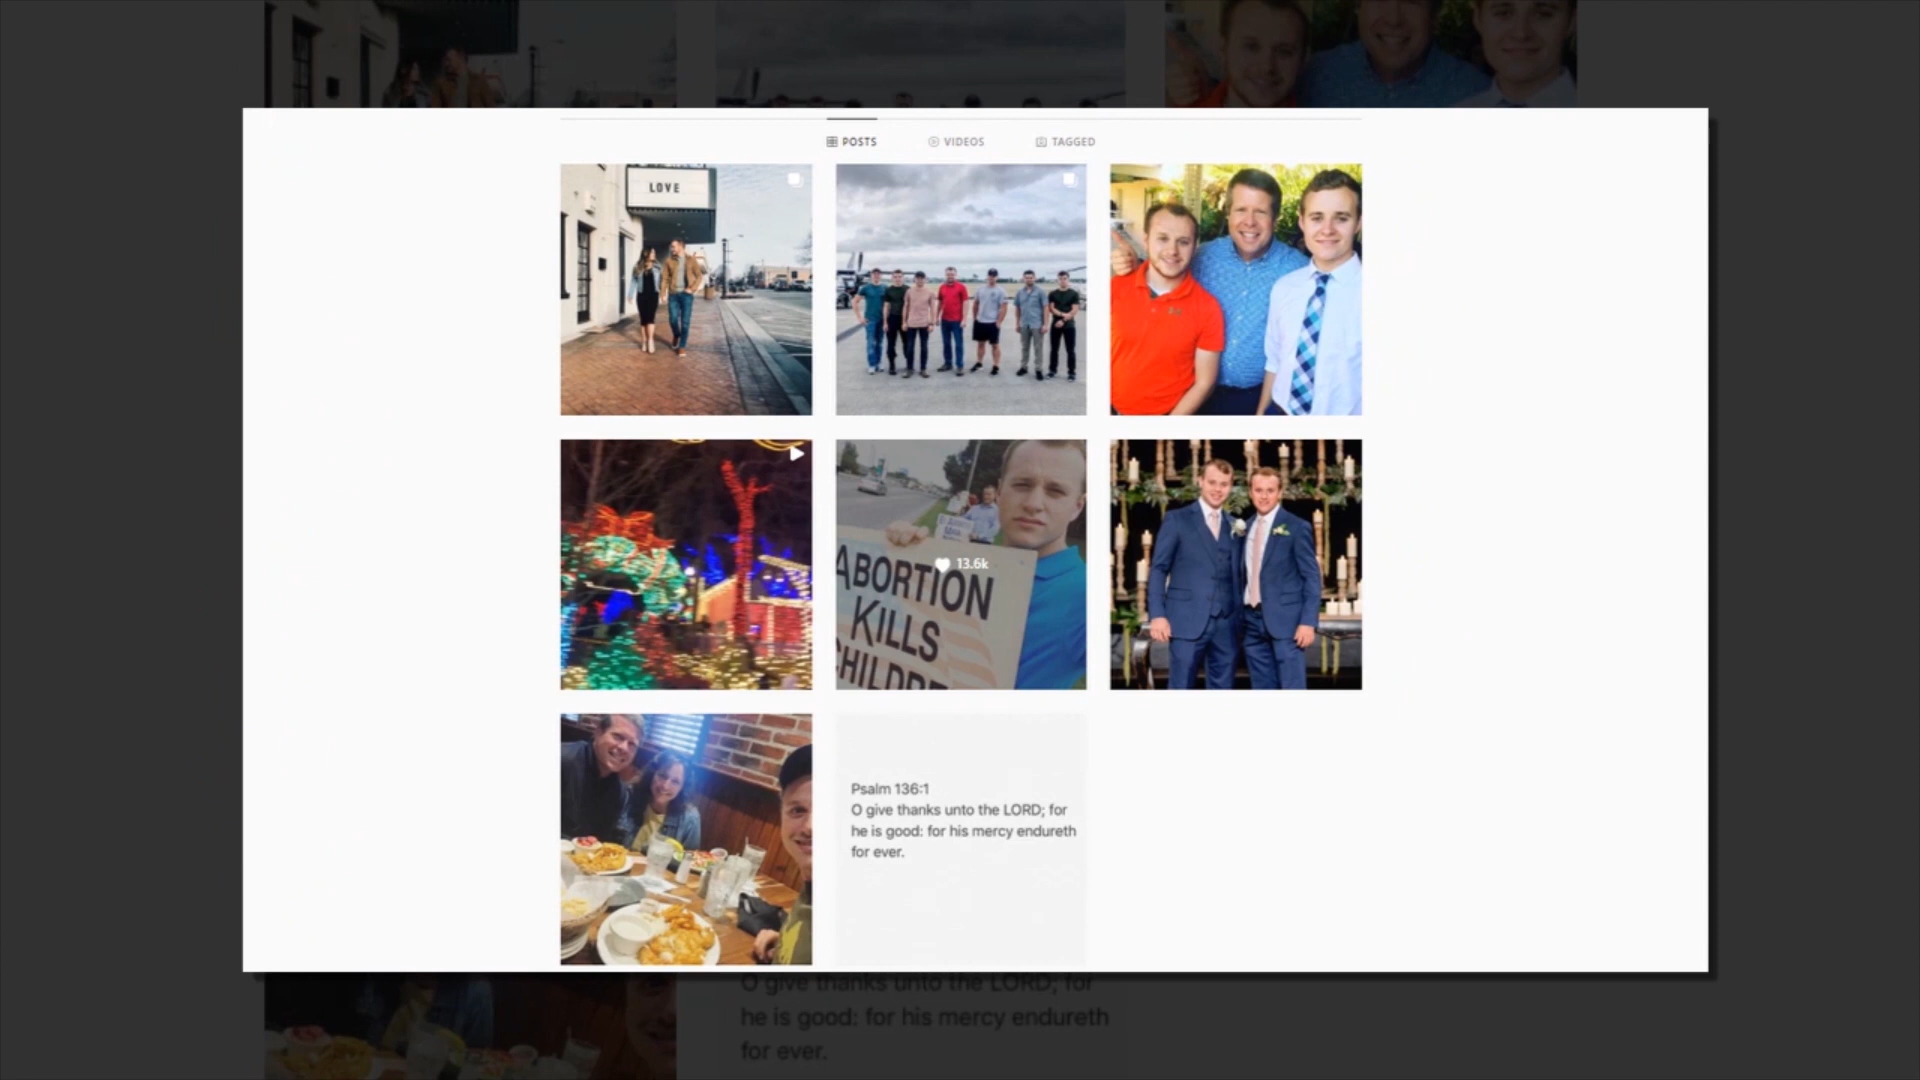 POSTS VIDEOS TAGGED
LOVE
13.6k
ABORTION
KILLS
Psalm 136:1
O give thanks unto the LORD; for
he is good: for his mercy endureth
for ever.
O give thanks unto the LORD; for
he is good: for his mercy endureth
for ever.